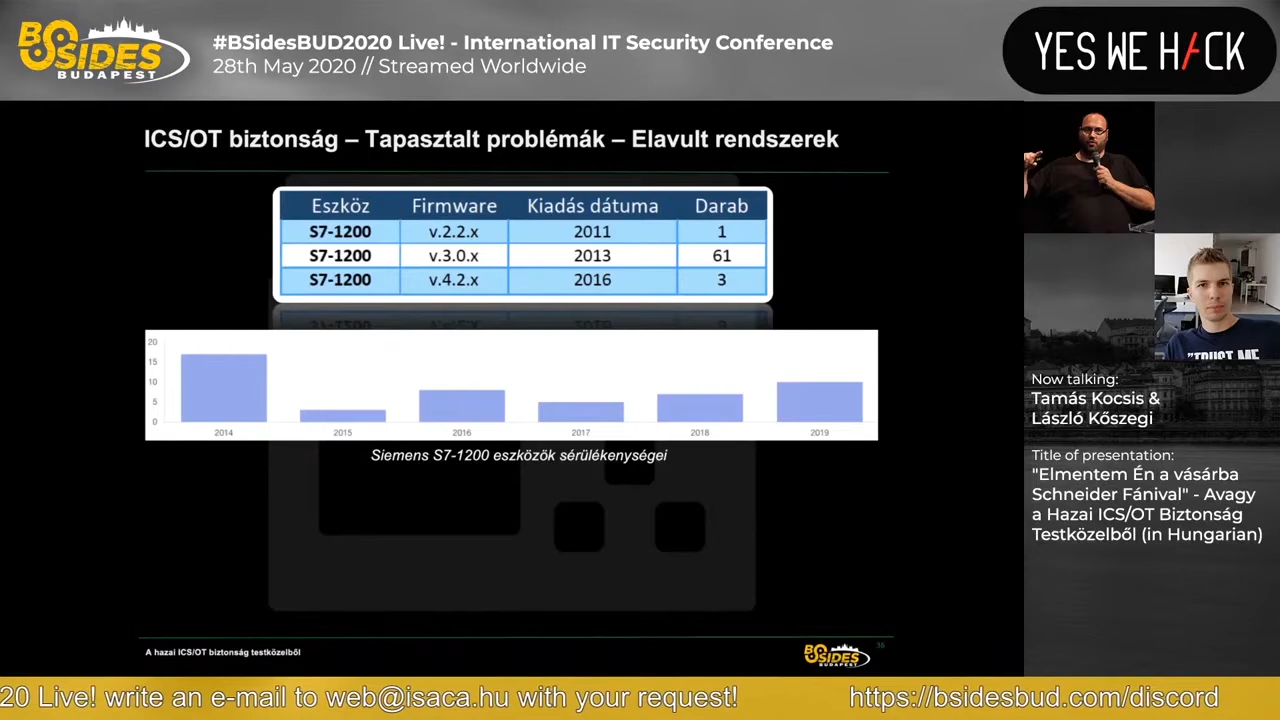 BSIDES
BUDAPEST
#BSidesBUD2020 Live! - International IT Security Conference
28th May 2020 // Streamed Worldwide
YES WE H/CK
ICS/OT biztonság – Tapasztalt problémák – Elavult rendszerek
Eszköz Firmware Kiadás dátuma Darab
S7-1200 v.2.2.x 2011 1
S7-1200 v.3.0.x 2013 61
S7-1200 v.4.2.x 2016 3
20
15
10
5
0
2014 2015 2016 2017 2018 2019
Siemens S7-1200 eszközök sérülékenységei
A hazai ICS/OT biztonság testközelből
BSIDES
36
"TRUST ME
Now talking:
Tamás Kocsis &
László Kőszegi
Title of presentation:
"Elmentem Én a vásárba
Schneider Fánival" - Avagy
a Hazai ICS/OT Biztonság
Testközelből (in Hungarian)
20 Live! write an e-mail to web@isaca.hu with your request! https://bsidesbud.com/discord